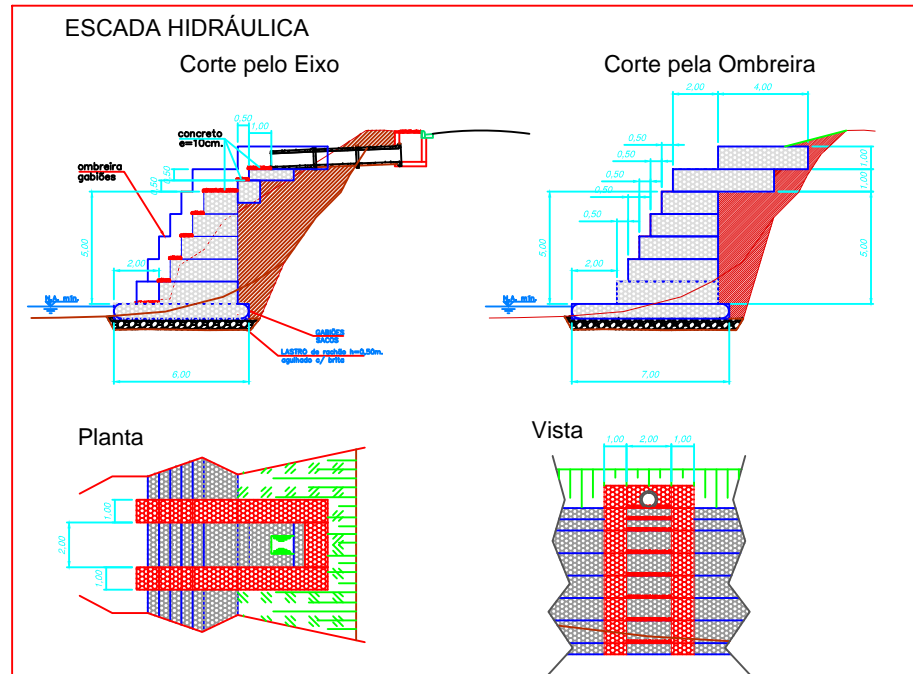 ESCADA HIDRÁULICA
Corte pelo Eixo
0,50
1,00
concreto
e=10cm.
ombreira
gabiões
,50
0,50
5,00
2,00
N.A. mín.
GABIÕES
SACOS
LASTRO de rachão h=0,50m.
agulhado c/ brita
6,00
Corte pela Ombreira
2,00
4,00
0,50
0,50
0,50
0,50
0,50
0,50
1,00
1,00
5,00
5,00
2,00
N.A. mín.
7,00
Planta
1,00
2,00
1,00
Vista
1,00
2,00
1,00